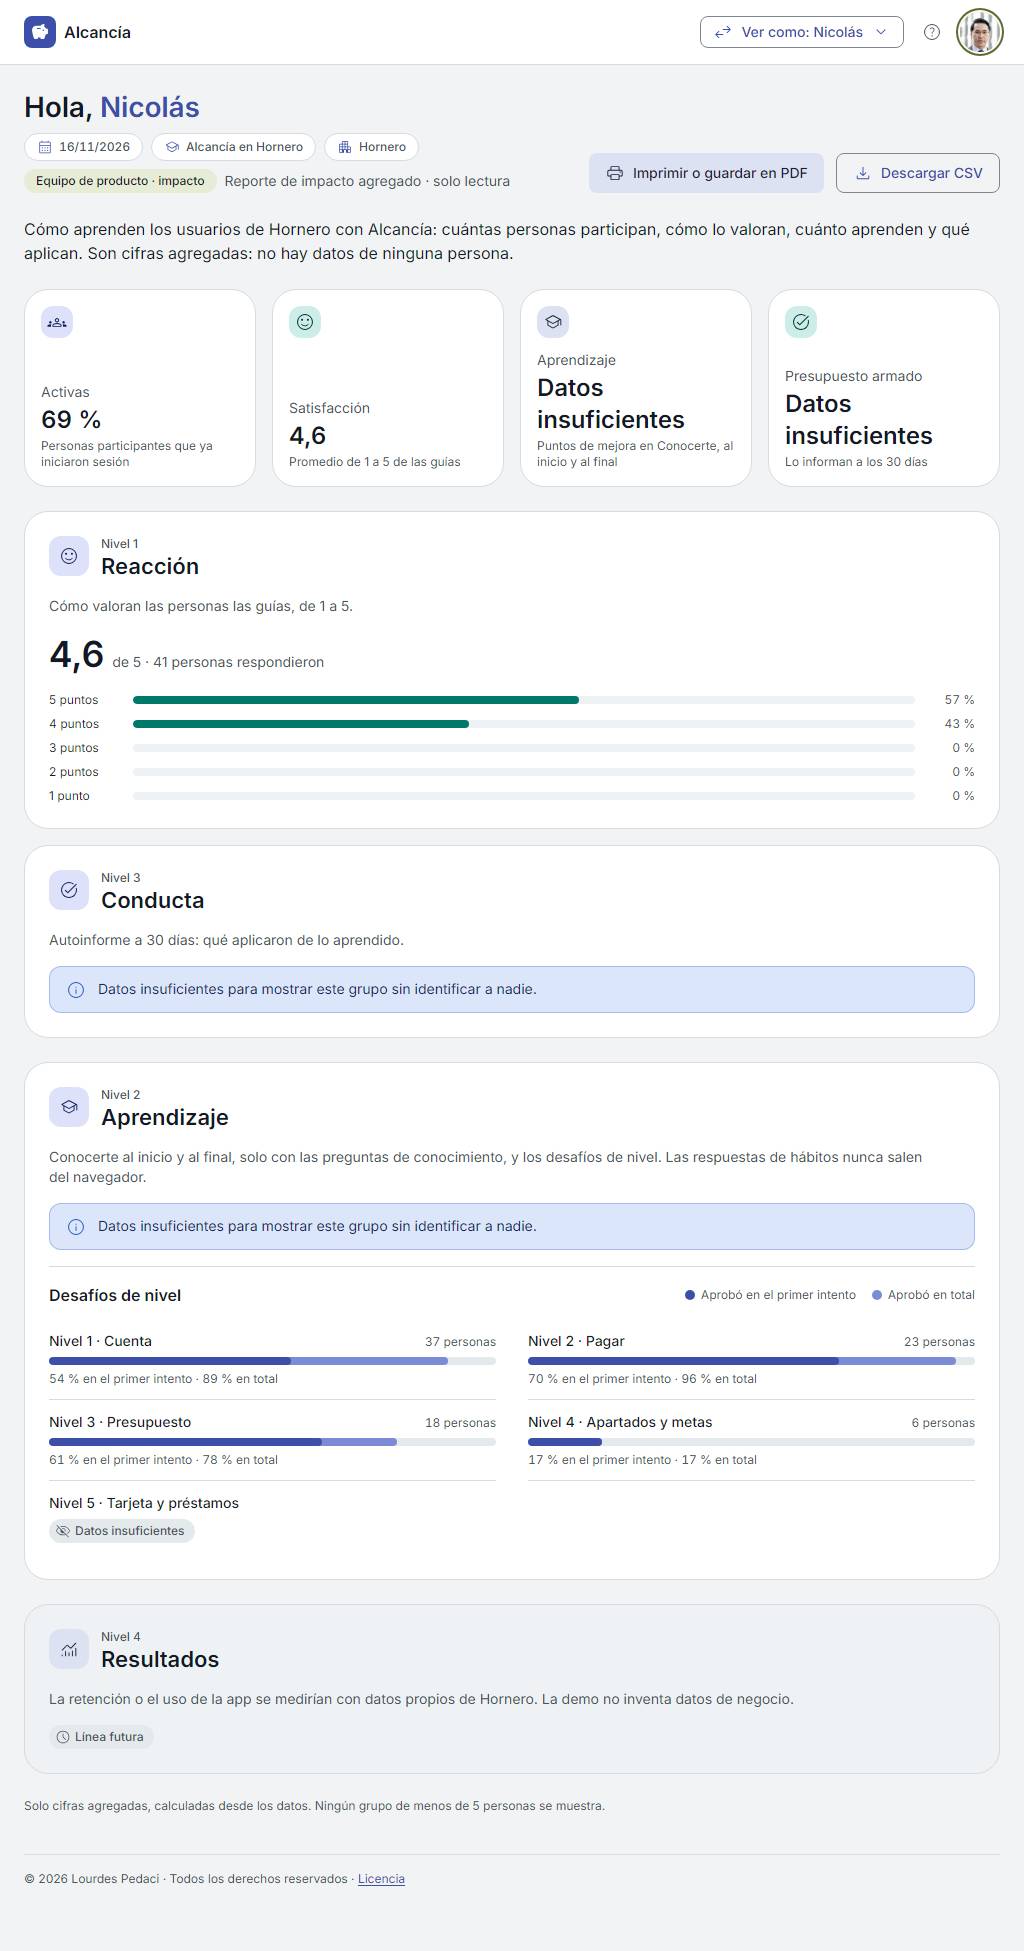 Alcancía
Ver como: Nicolás
Hola, Nicolás
16/11/2026
Alcancía en Hornero
Hornero
Equipo de producto · impacto
Reporte de impacto agregado · solo lectura
Imprimir o guardar en PDF
Descargar CSV
Cómo aprenden los usuarios de Hornero con Alcancía: cuántas personas participan, cómo lo valoran, cuánto aprenden y qué
aplican. Son cifras agregadas: no hay datos de ninguna persona.
Activas
69 %
Personas participantes que ya
iniciaron sesión
Satisfacción
4,6
Promedio de 1 a 5 de las guías
Aprendizaje
Datos
insuficientes
Puntos de mejora en Conocerte, al
inicio y al final
Presupuesto armado
Datos
insuficientes
Lo informan a los 30 días
Nivel 1
Reacción
Cómo valoran las personas las guías, de 1 a 5.
4,6 de 5 · 41 personas respondieron
5 puntos 57 %
4 puntos 43 %
3 puntos 0 %
2 puntos 0 %
1 punto 0 %
Nivel 3
Conducta
Autoinforme a 30 días: qué aplicaron de lo aprendido.
Datos insuficientes para mostrar este grupo sin identificar a nadie.
Nivel 2
Aprendizaje
Conocerte al inicio y al final, solo con las preguntas de conocimiento, y los desafíos de nivel. Las respuestas de hábitos nunca salen
del navegador.
Datos insuficientes para mostrar este grupo sin identificar a nadie.
Desafíos de nivel
Aprobó en el primer intento
Aprobó en total
Nivel 1 · Cuenta 37 personas
54 % en el primer intento · 89 % en total
Nivel 2 · Pagar 23 personas
70 % en el primer intento · 96 % en total
Nivel 3 · Presupuesto 18 personas
61 % en el primer intento · 78 % en total
Nivel 4 · Apartados y metas 6 personas
17 % en el primer intento · 17 % en total
Nivel 5 · Tarjeta y préstamos
Datos insuficientes
Nivel 4
Resultados
La retención o el uso de la app se medirían con datos propios de Hornero. La demo no inventa datos de negocio.
Línea futura
Solo cifras agregadas, calculadas desde los datos. Ningún grupo de menos de 5 personas se muestra.
© 2026 Lourdes Pedaci · Todos los derechos reservados · Licencia